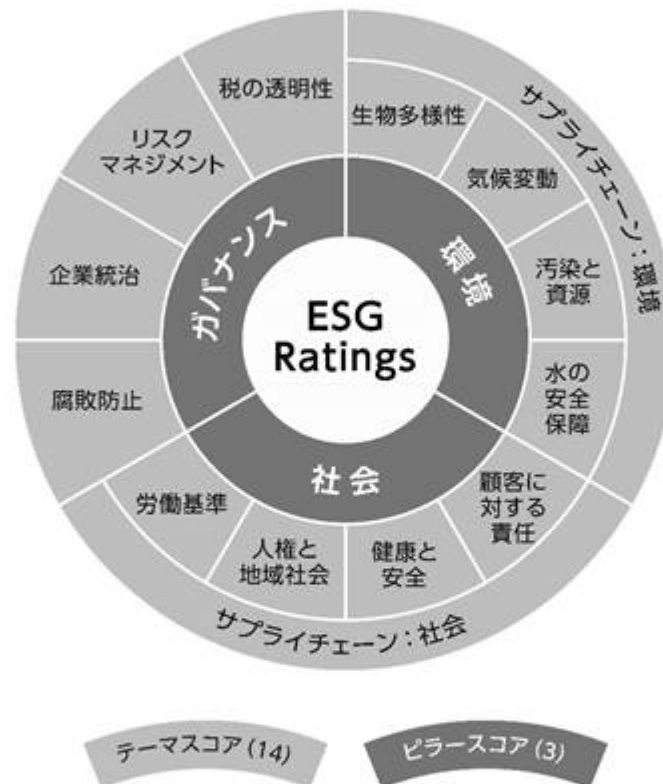 ESG
Ratings
環境
社会
ガバナンス
生物多様性
気候変動
汚染と
資源
水の
安全
保障
サプライチェーン：環境
顧客に
対する
責任
健康と
安全
人権と
地域社会
労働基準
サプライチェーン：社会
腐敗防止
企業統治
リスク
マネジメント
税の透明性
テーマスコア (14)
ピラースコア (3)